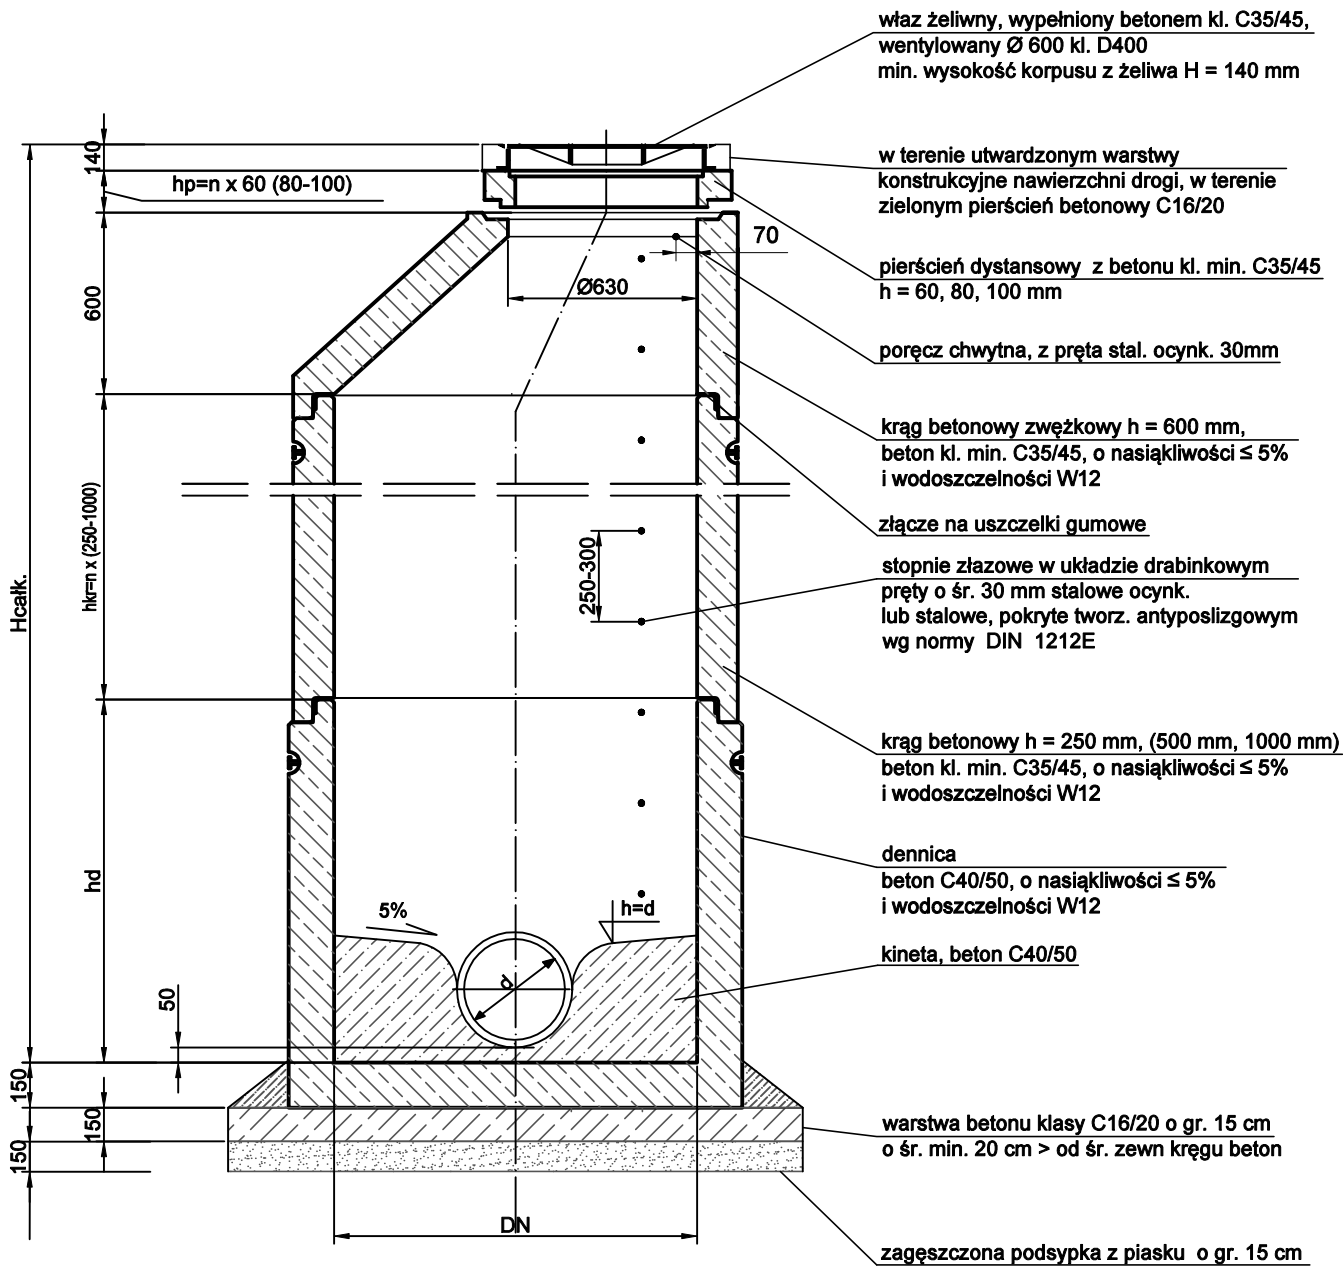 właz żeliwny, wypełniony betonem kl. C35/45,
wentylowany Ø 600 kl. D400
min. wysokość korpusu z żeliwa H = 140 mm
140
w terenie utwardzonym warstwy
konstrukcyjne nawierzchni drogi, w terenie
zielonym pierścień betonowy C16/20
hp=n x 60 (80-100)
70
pierścień dystansowy z betonu kl. min. C35/45
h = 60, 80, 100 mm
Ø630
600
poręcz chwytna, z pręta stal. ocynk. 30mm
krąg betonowy zwężkowy h = 600 mm,
beton kl. min. C35/45, o nasiąkliwości ≤ 5%
i wodoszczelności W12
złącze na uszczelki gumowe
hkr=n x (250-1000)
250-300
Hcałk.
stopnie złazowe w układzie drabinkowym
pręty o śr. 30 mm stalowe ocynk.
lub stalowe, pokryte tworz. antyposlizgowym
wg normy DIN 1212E
krąg betonowy h = 250 mm, (500 mm, 1000 mm)
beton kl. min. C35/45, o nasiąkliwości ≤ 5%
i wodoszczelności W12
dennica
beton C40/50, o nasiąkliwości ≤ 5%
i wodoszczelności W12
hd
5%
h=d
kineta, beton C40/50
d
50
150
150
150
warstwa betonu klasy C16/20 o gr. 15 cm
o śr. min. 20 cm > od śr. zewn kręgu beton
DN
zagęszczona podsypka z piasku o gr. 15 cm